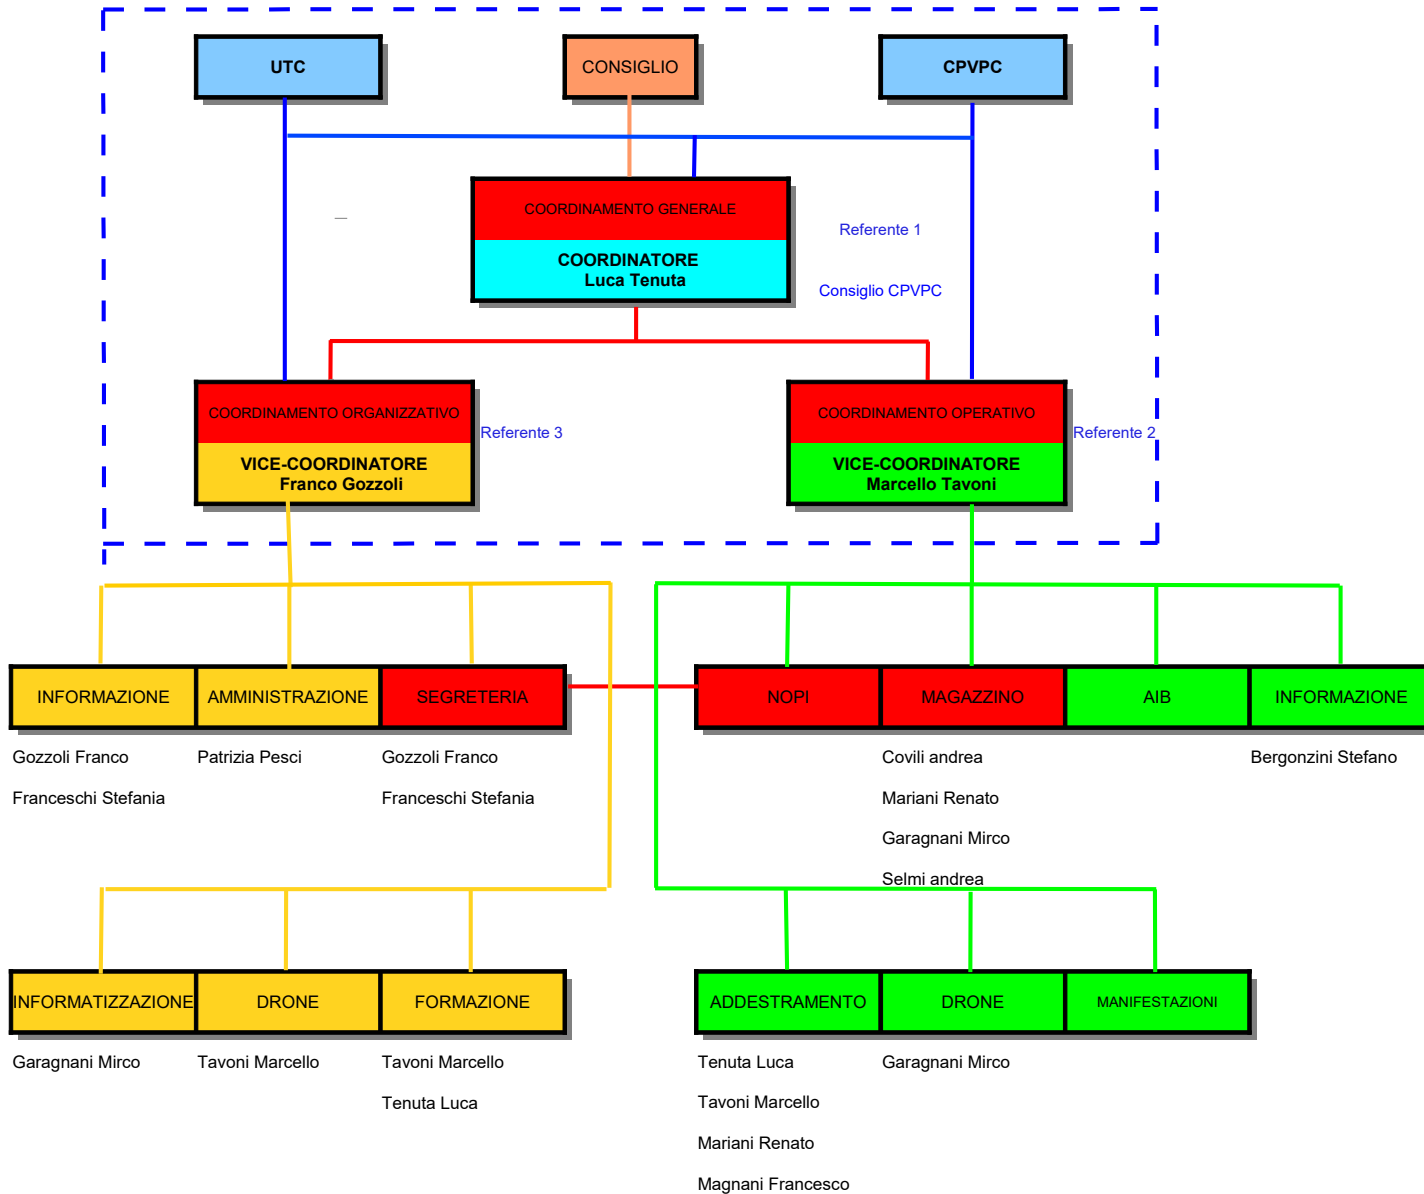 UTC
CONSIGLIO
CPVPC
COORDINAMENTO GENERALE
Referente 1
COORDINATORE
Luca Tenuta
Consiglio CPVPC
COORDINAMENTO ORGANIZZATIVO
Referente 3
VICE-COORDINATORE
Franco Gozzoli
COORDINAMENTO OPERATIVO
Referente 2
VICE-COORDINATORE
Marcello Tavoni
INFORMAZIONE
AMMINISTRAZIONE
SEGRETERIA
NOPI
MAGAZZINO
AIB
INFORMAZIONE
Gozzoli Franco
Franceschi Stefania
Patrizia Pesci
Gozzoli Franco
Franceschi Stefania
Covili andrea
Mariani Renato
Garagnani Mirco
Selmi andrea
Bergonzini Stefano
INFORMATIZZAZIONE
DRONE
FORMAZIONE
ADDESTRAMENTO
DRONE
MANIFESTAZIONI
Garagnani Mirco
Tavoni Marcello
Tavoni Marcello
Tenuta Luca
Tenuta Luca
Tavoni Marcello
Mariani Renato
Magnani Francesco
Garagnani Mirco